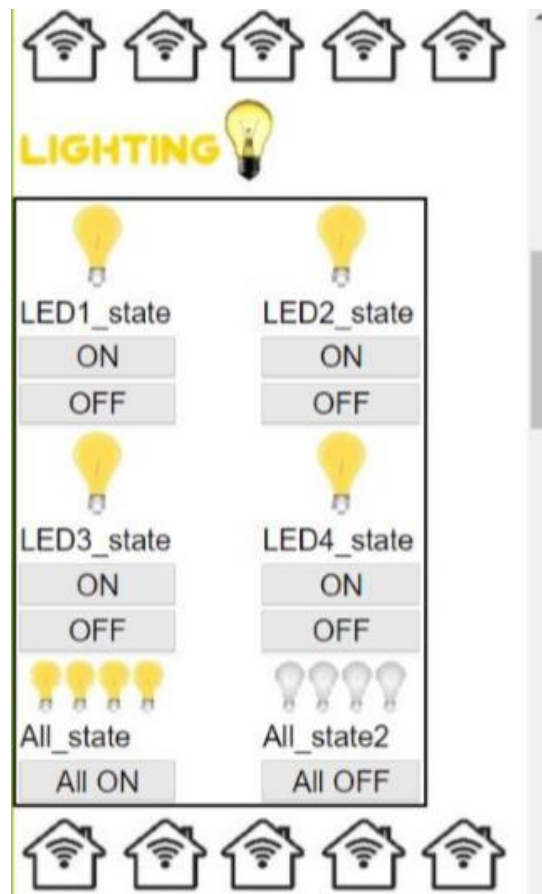 LIGHTING
LED1_state LED2_state
ON ON
OFF OFF
LED3_state LED4_state
ON ON
OFF OFF
All_state All_state2
All ON All OFF